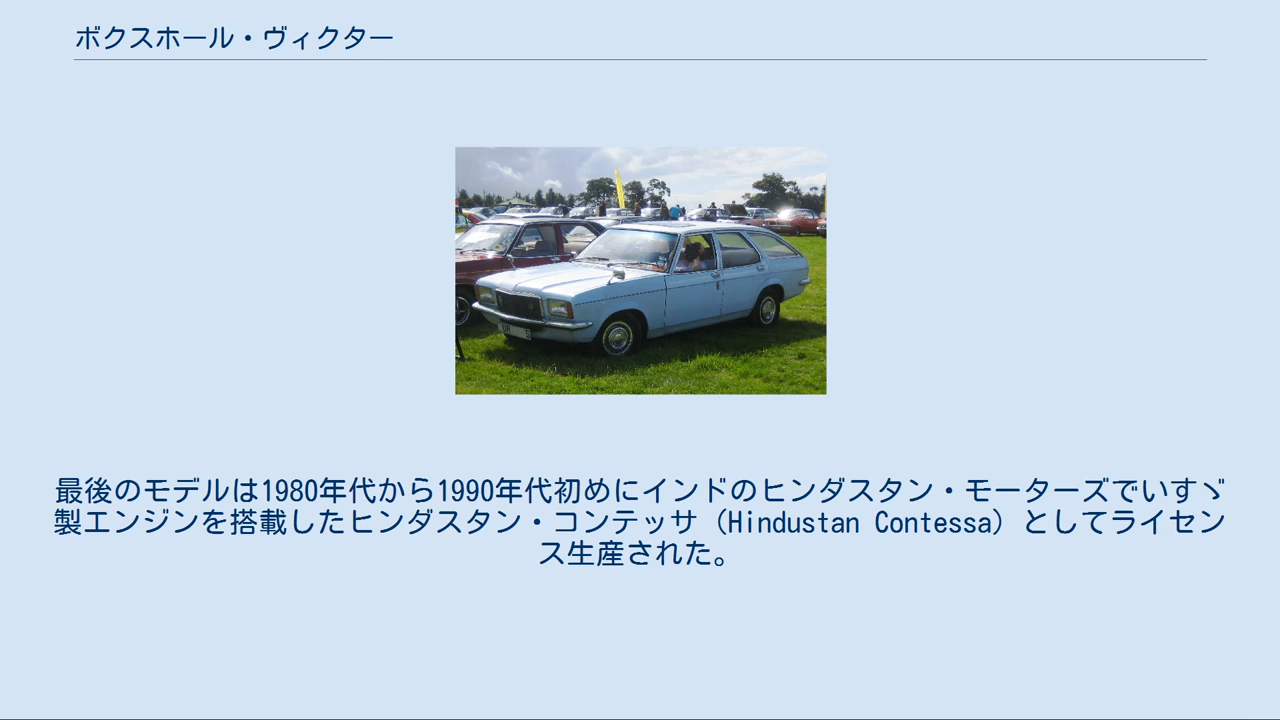 ボクスホール・ヴィクター
最後のモデルは1980年代から1990年代初めにインドのヒンダスタン・モーターズでいすゞ
製エンジンを搭載したヒンダスタン・コンテッサ（Hindustan Contessa）としてライセン
ス生産された。